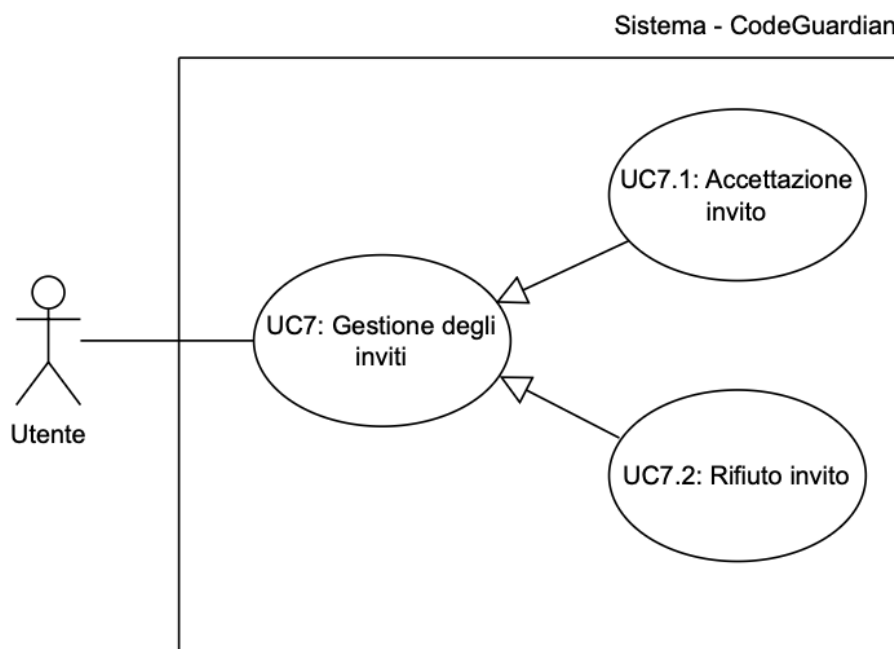 Sistema - CodeGuardian
UC7.1: Accettazione
invito
UC7: Gestione degli
inviti
Utente
UC7.2: Rifiuto invito